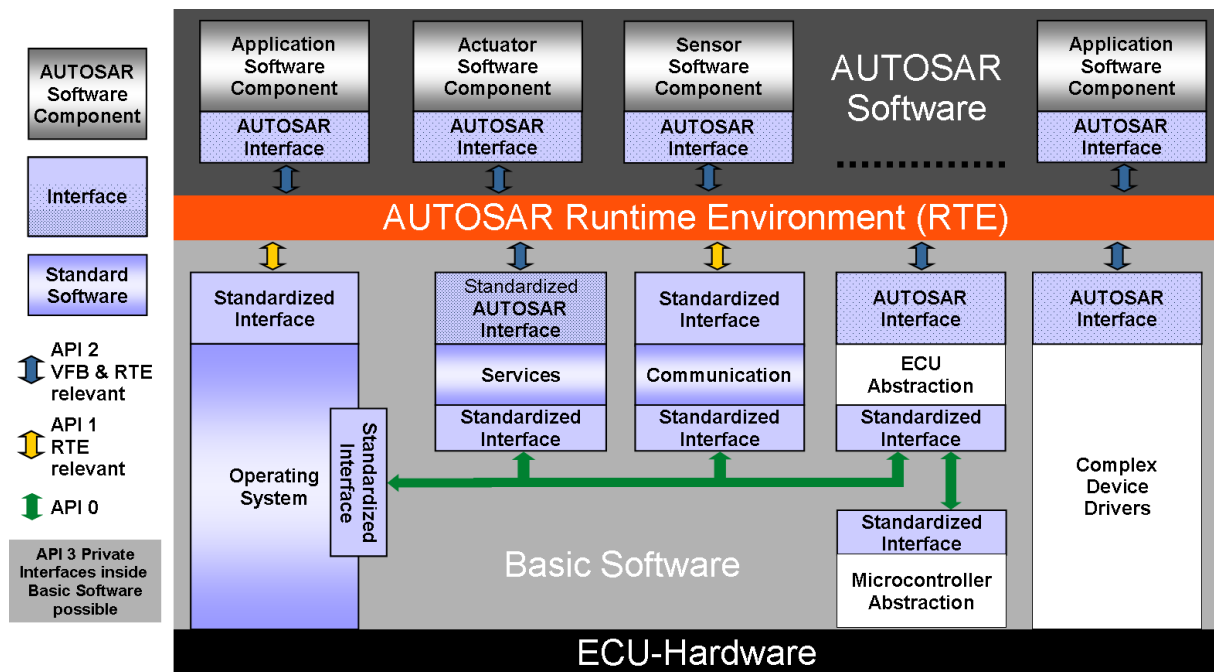 AUTOSAR
Software
Component
Interface
Standard
Software
API 2
VFB & RTE
relevant
API 1
RTE
relevant
API 0
API 3 Private
Interfaces inside
Basic Software
possible
Application
Software
Component
AUTOSAR
Interface
Actuator
Software
Component
AUTOSAR
Interface
Sensor
Software
Component
AUTOSAR
Interface
AUTOSAR
Software
Application
Software
Component
AUTOSAR
Interface
AUTOSAR Runtime Environment (RTE)
Standardized
Interface
Operating
System
Standardized
Interface
Standardized
AUTOSAR
Interface
Services
Standardized
Interface
Standardized
Interface
Communication
Standardized
Interface
AUTOSAR
Interface
ECU
Abstraction
Standardized
Interface
Standardized
Interface
Microcontroller
Abstraction
AUTOSAR
Interface
Complex
Device
Drivers
Basic Software
ECU-Hardware